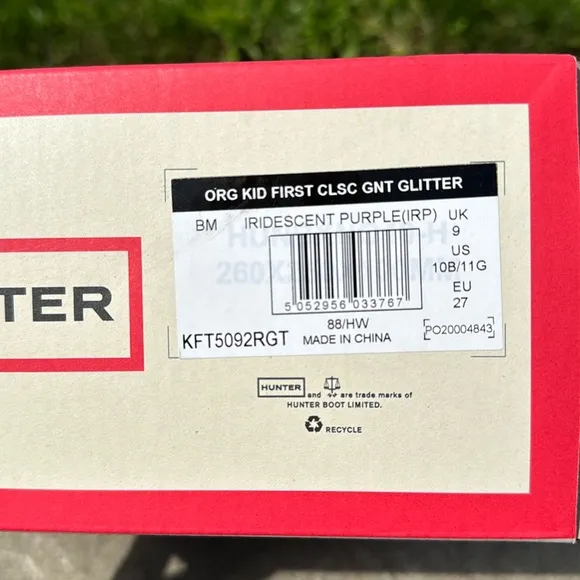 ORG KID FIRST CLSC GNT GLITTER
BM IRIDESCENT PURPLE(IRP) UK
9
US
10B/11G
EU
27
5 052956 033767
88/HW
KFT5092RGT MADE IN CHINA PO20004843
TER
HUNTER and are trade marks of
HUNTER BOOT LIMITED.
RECYCLE